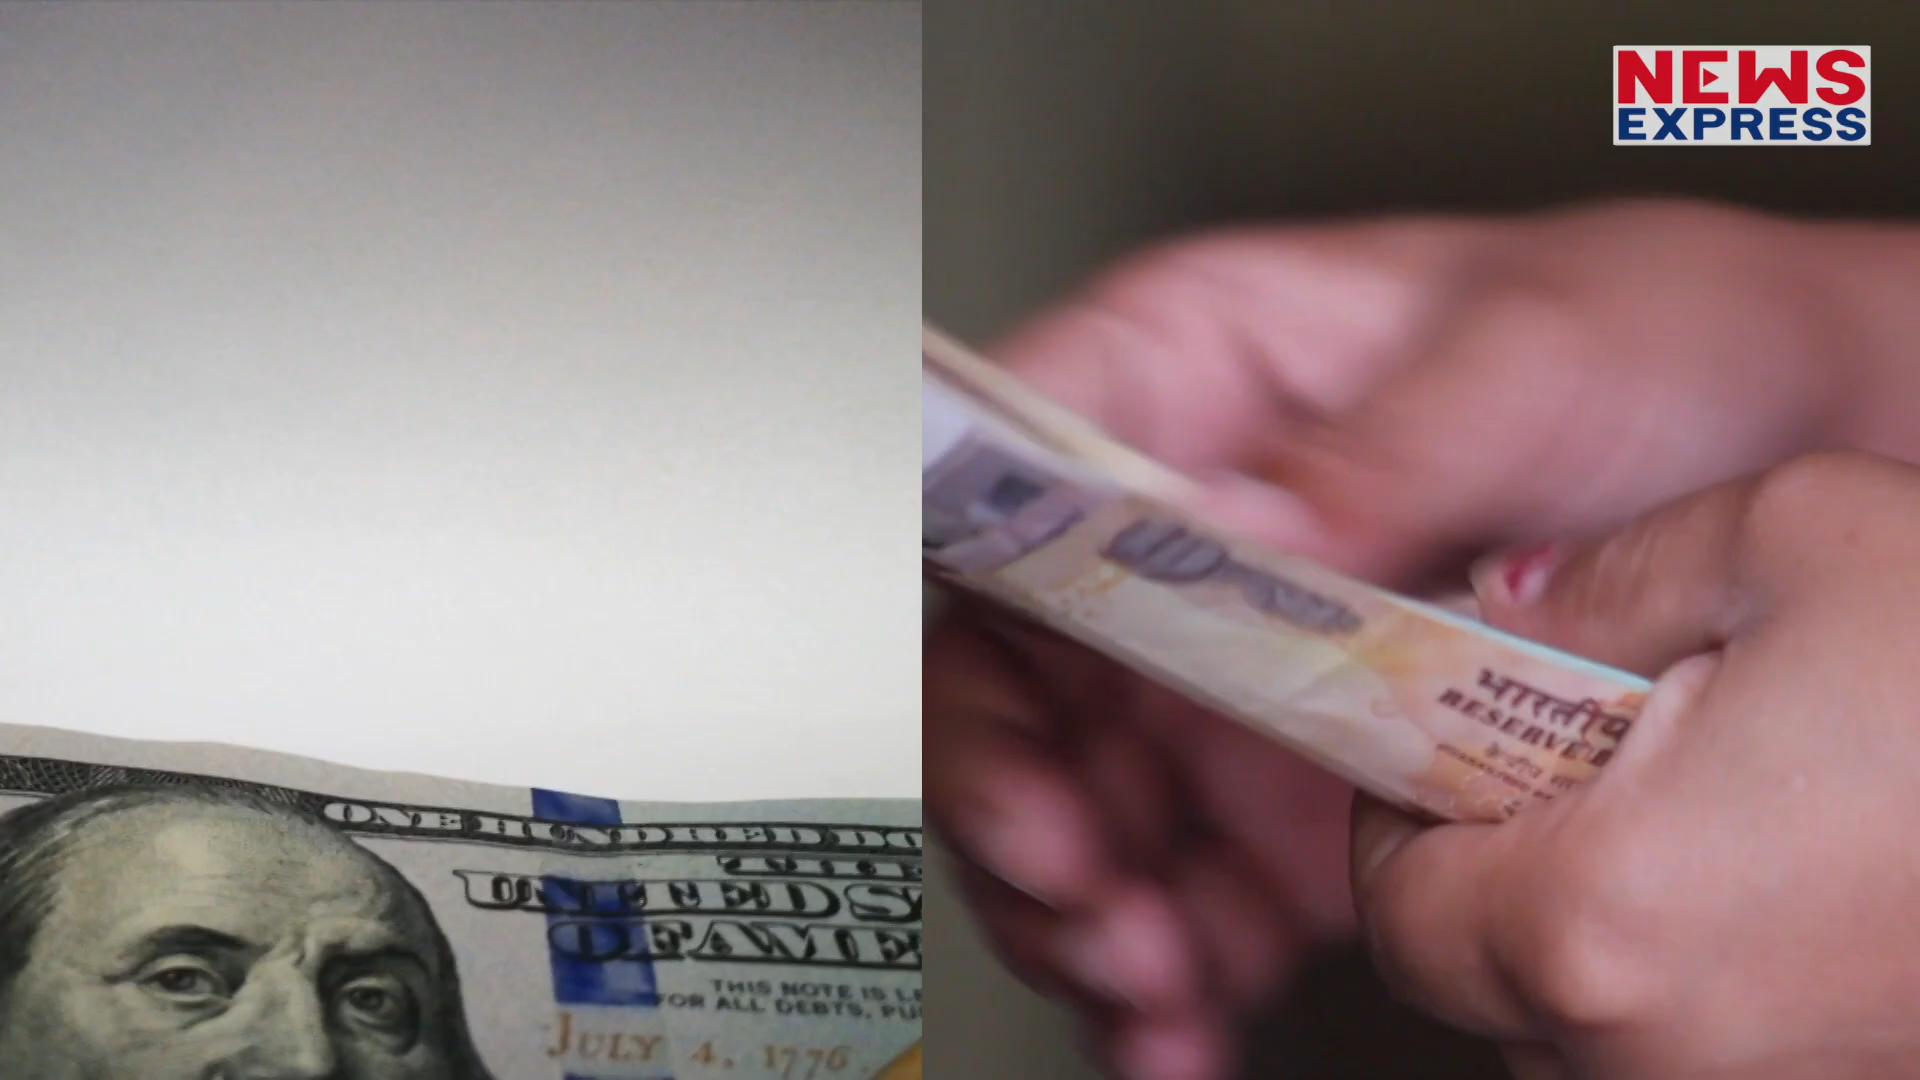 NEWS
EXPRESS
ONE HUNDRED DO
UNITED S
OF AME
THIS NOTE IS LE
FOR ALL DEBTS, PU
JULY 4, 1776
भारतीय
RESERVE